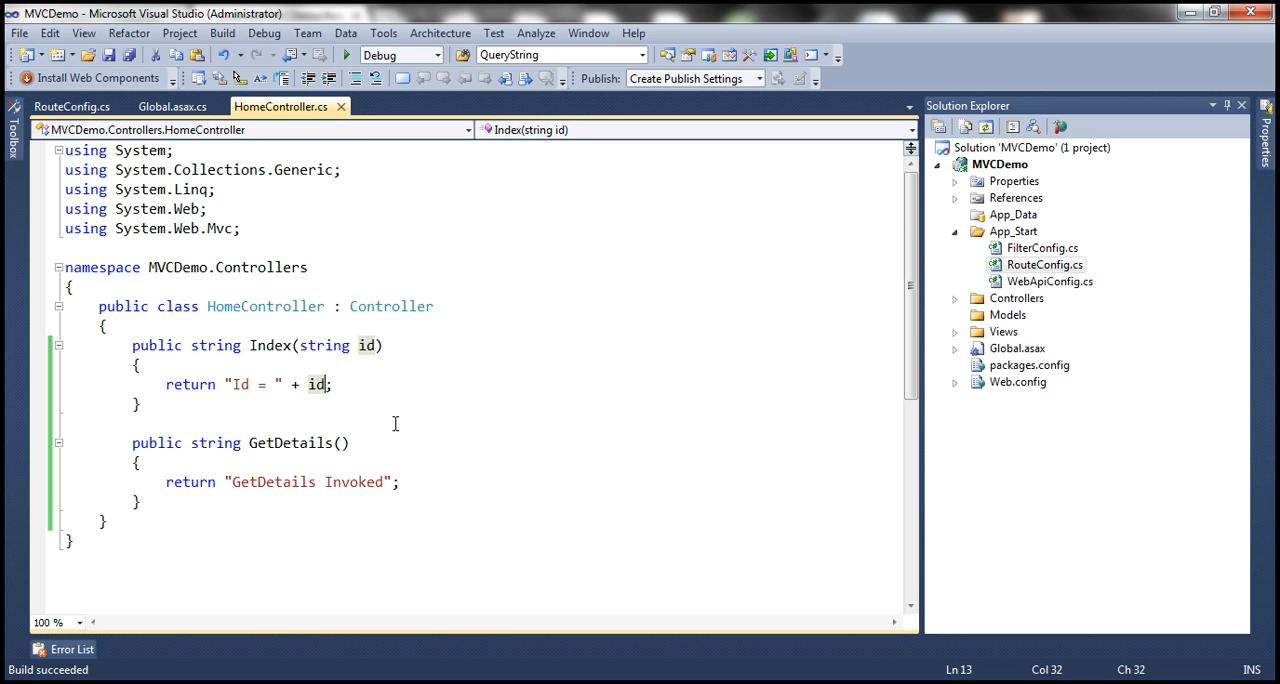 MVCDemo - Microsoft Visual Studio (Administrator)
File Edit View Refactor Project Build Debug Team Data Tools Architecture Test Analyze Window Help
Debug QueryString
Install Web Components Publish: Create Publish Settings
RouteConfig.cs Global.asax.cs HomeController.cs
MVCDemo.Controllers.HomeController Index(string id)
using System;
using System.Collections.Generic;
using System.Linq;
using System.Web;
using System.Web.Mvc;
namespace MVCDemo.Controllers
{
public class HomeController : Controller
{
public string Index(string id)
{
return "Id = " + id;
}
public string GetDetails()
{
return "GetDetails Invoked";
}
}
}
100 %
Toolbox
Solution Explorer
Solution 'MVCDemo' (1 project)
MVCDemo
Properties
References
App_Data
App_Start
FilterConfig.cs
RouteConfig.cs
WebApiConfig.cs
Controllers
Models
Views
Global.asax
packages.config
Web.config
Properties
Error List
Build succeeded Ln 13 Col 32 Ch 32 INS